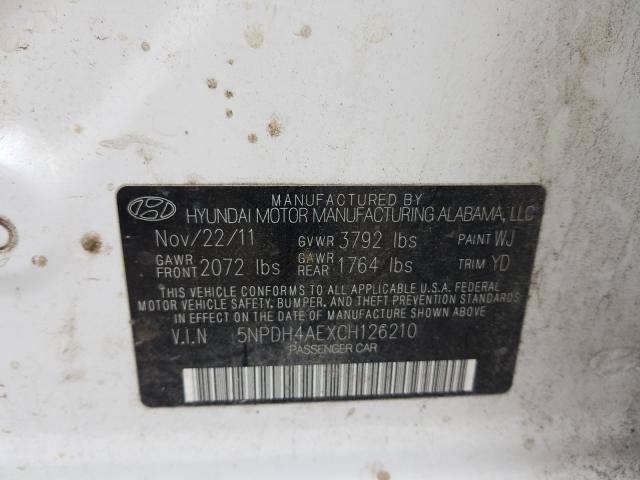 MANUFACTURED BY
HYUNDAI MOTOR MANUFACTURING ALABAMA, LLC
Nov/22/11 GVWR 3792 lbs PAINT WJ
GAWR FRONT 2072 lbs GAWR REAR 1764 lbs TRIM YD
THIS VEHICLE CONFORMS TO ALL APPLICABLE U.S.A. FEDERAL
MOTOR VEHICLE SAFETY, BUMPER, AND THEFT PREVENTION STANDARDS
IN EFFECT ON THE DATE OF MANUFACTURE SHOWN ABOVE
V.I.N 5NPDH4AEXCH126210
PASSENGER CAR